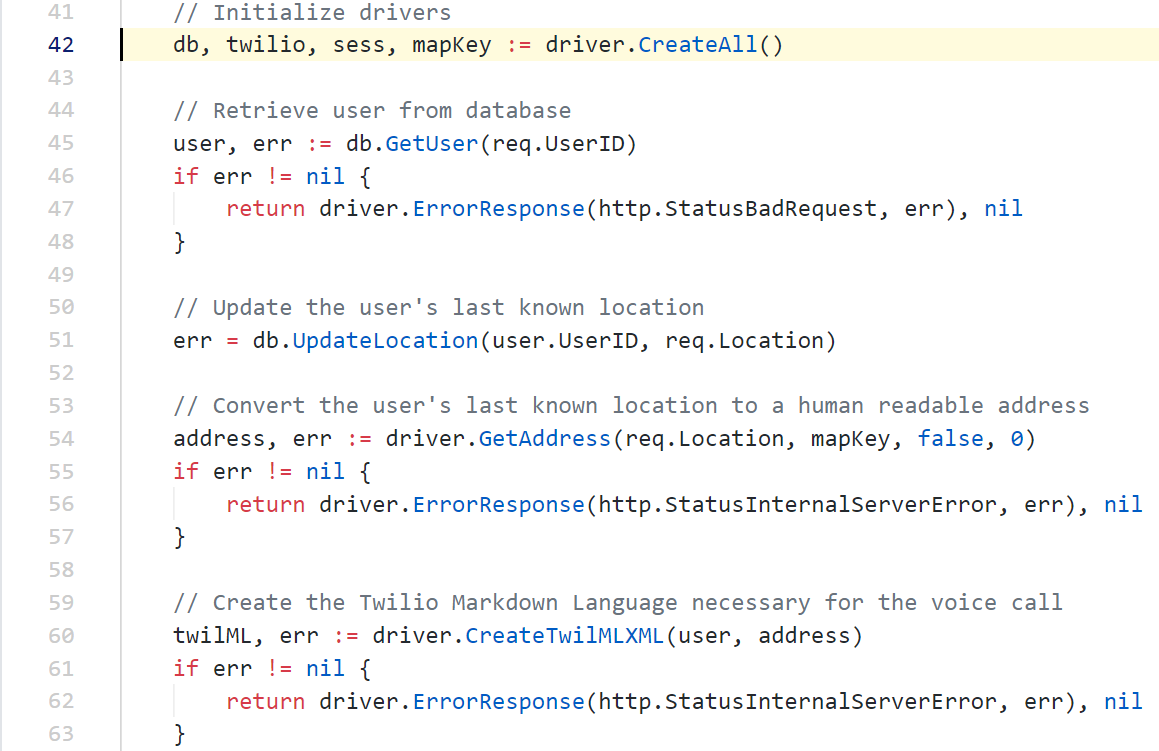 41 // Initialize drivers
42 db, twilio, sess, mapKey := driver.CreateAll()
43
44 // Retrieve user from database
45 user, err := db.GetUser(req.UserID)
46 if err != nil {
47 return driver.ErrorResponse(http.StatusBadRequest, err), nil
48 }
49
50 // Update the user's last known location
51 err = db.UpdateLocation(user.UserID, req.Location)
52
53 // Convert the user's last known location to a human readable address
54 address, err := driver.GetAddress(req.Location, mapKey, false, 0)
55 if err != nil {
56 return driver.ErrorResponse(http.StatusInternalServerError, err), nil
57 }
58
59 // Create the Twilio Markdown Language necessary for the voice call
60 twilML, err := driver.CreateTwilMLXML(user, address)
61 if err != nil {
62 return driver.ErrorResponse(http.StatusInternalServerError, err), nil
63 }